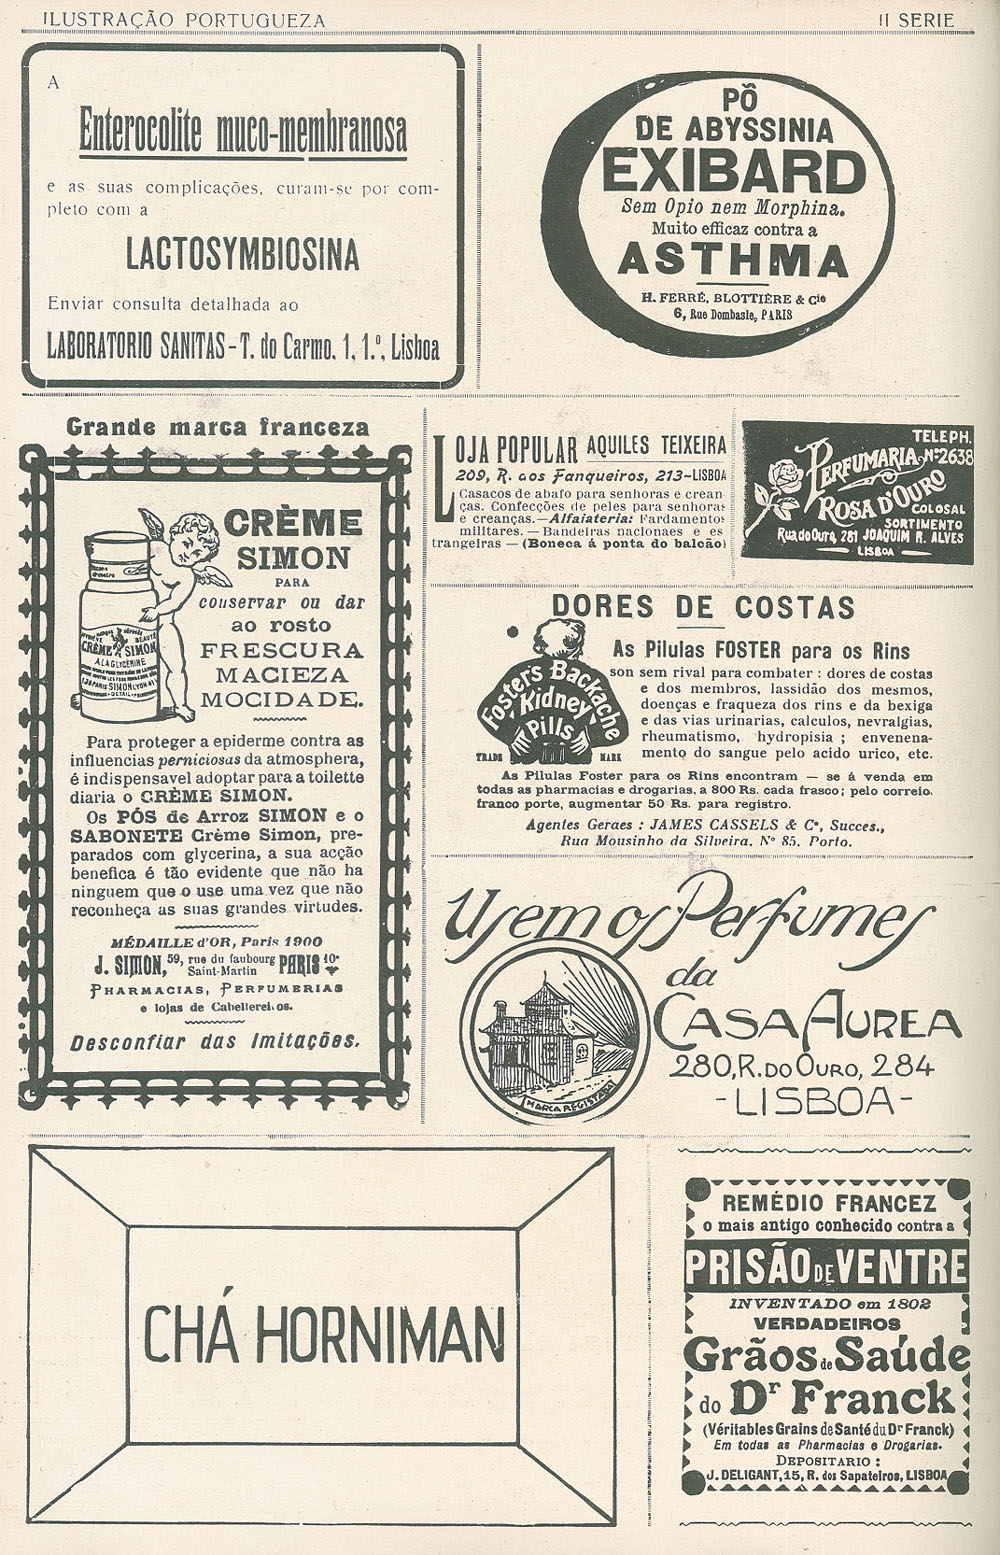 ILUSTRAÇÃO PORTUGUEZA
II SERIE
A
Enterocolite muco-membranosa
e as suas complicações, curam-se por com-
pleto com a
LACTOSYMBIOSINA
Enviar consulta detalhada ao
LABORATORIO SANITAS - T. do Carmo, 1, 1.º, Lisboa
PÕ
DE ABYSSINIA
EXIBARD
Sem Opio nem Morphina.
Muito efficaz contra a
ASTHMA
H. FERRÉ, BLOTTIÈRE & Cie
6, Rue Dombasle, PARIS
Grande marca franceza
CRÈME
SIMON
PARA
conservar ou dar
ao rosto
FRESCURA
MACIEZA
MOCIDADE.
CRÈME SIMON
A LA GLYCÉRINE
Para proteger a epiderme contra as
influencias perniciosas da atmosphera,
é indispensavel adoptar para a toilette
diaria o CRÈME SIMON.
Os PÓS de Arroz SIMON e o
SABONETE Crème Simon, pre-
parados com glycerina, a sua acção
benefica é tão evidente que não ha
ninguem que o use uma vez que não
reconheça as suas grandes virtudes.
MÉDAILLE d'OR, Paris 1900
J. SIMON, 59, rue du faubourg Saint-Martin PARIS 10e
PHARMACIAS, PERFUMERIAS
e lojas de Cabellereiros.
Desconfiar das Imitações.
LOJA POPULAR AQUILES TEIXEIRA
209, R. dos Fanqueiros, 213-LISBOA
Casacos de abafo para senhoras e crean-
ças. Confecções de peles para senhoras
e creanças.—Alfaiateria: Fardamentos
militares. — Bandeiras nacionaes e es
trangeiras — (Boneca á ponta do balcão)
TELEPH.
Nº 2638
PERFUMARIA
ROSA D'OURO
COLOSAL
SORTIMENTO
Rua do Ouro, 281 JOAQUIM R. ALVES
LISBOA
DORES DE COSTAS
Foster's Backache
Kidney
Pills
TRADE MARK
As Pilulas FOSTER para os Rins
son sem rival para combater : dores de costas
e dos membros, lassidão dos mesmos,
doenças e fraqueza dos rins e da bexiga
e das vias urinarias, calculos, nevralgias,
rheumatismo, hydropisia ; envenena-
mento do sangue pelo acido urico, etc.
As Pilulas Foster para os Rins encontram — se á venda em
todas as pharmacias e drogarias, a 800 Rs. cada frasco; pelo correio,
franco porte, augmentar 50 Rs. para registro.
Agentes Geraes : JAMES CASSELS & Cº, Succes.,
Rua Mousinho da Silveira, Nº 85, Porto.
Usem os Perfumes
da
CASA AUREA
280, R. DO OURO, 284
-LISBOA-
MARCA REGISTADA
CHÁ HORNIMAN
REMÉDIO FRANCEZ
o mais antigo conhecido contra a
PRISÃO DE VENTRE
INVENTADO em 1802
VERDADEIROS
Grãos de Saúde
do Dr Franck
(Véritables Grains de Santé du Dr Franck)
Em todas as Pharmacias e Drogarias.
DEPOSITARIO :
J. DELIGANT, 15, R. dos Sapateiros, LISBOA